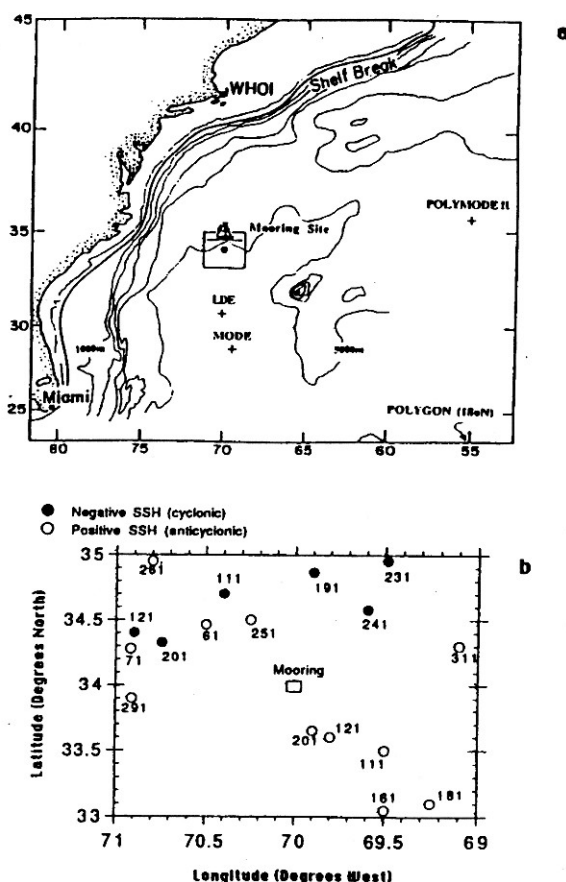 a
45
40
35
30
25
WHOI
Shelf Break
POLYMODE II
Mooring Site
LDE
MODE
1000m
5000m
Miami
POLYGON (18oN)
80 75 70 65 60 55
● Negative SSH (cyclonic)
○ Positive SSH (anticyclonic)
b
35
34.5
34
33.5
33
Latitude (Degrees North)
261
111
191
231
121
71
201
61
251
241
311
291
Mooring
201
121
111
161
181
71 70.5 70 69.5 69
Longitude (Degrees West)